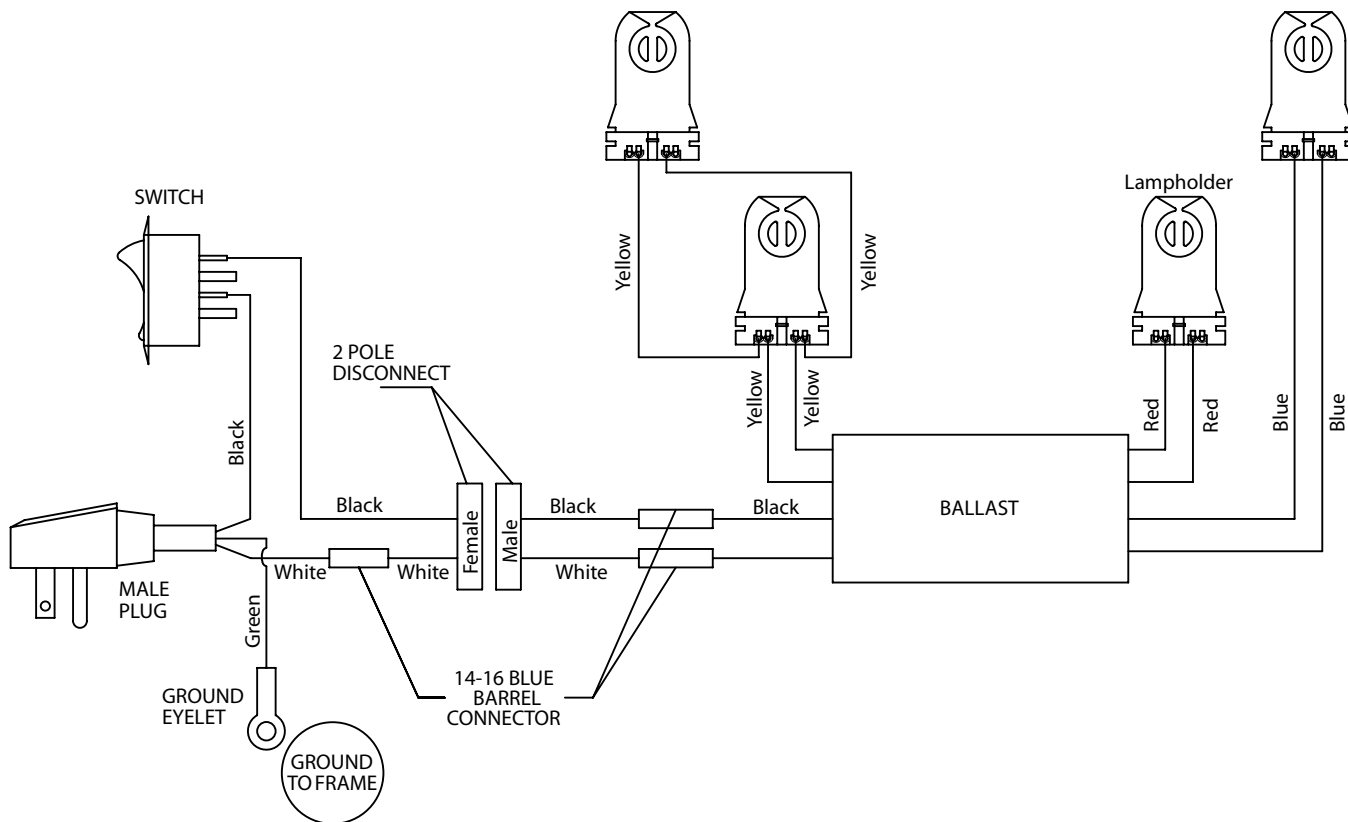 SWITCH
Lampholder
Yellow
Yellow
2 POLE
DISCONNECT
Yellow
Yellow
Red
Red
Blue
Blue
Black
Black
Female
Male
Black
Black
BALLAST
White
White
White
MALE
PLUG
Green
GROUND
EYELET
14-16 BLUE
BARREL
CONNECTOR
GROUND
TO FRAME